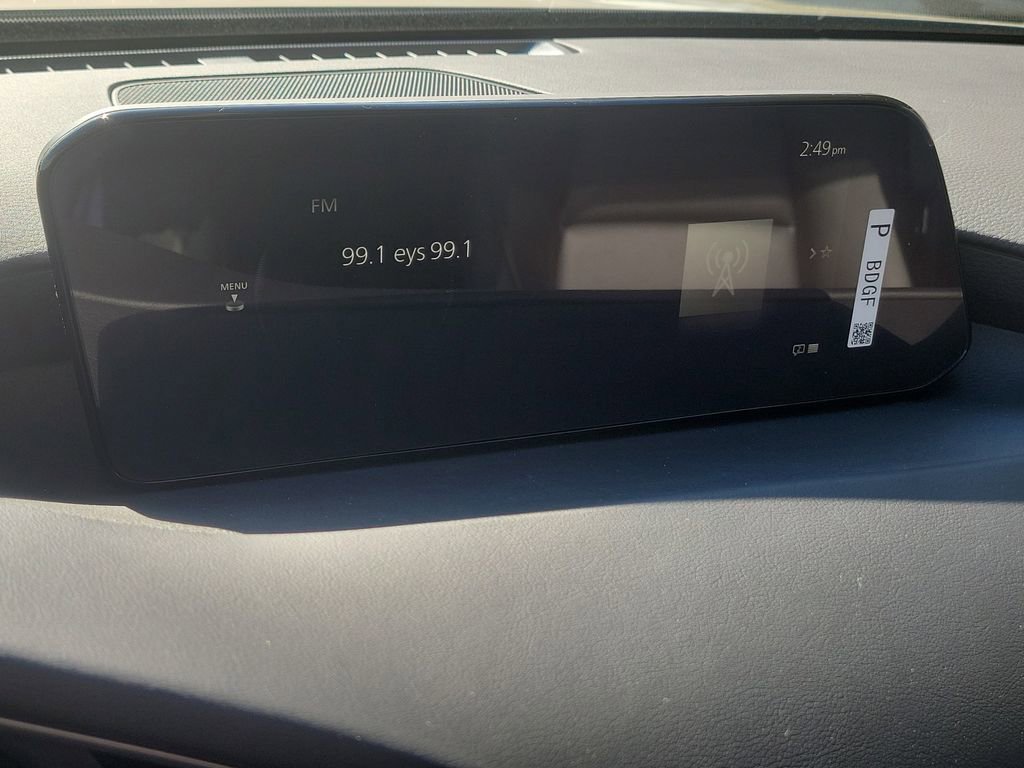 2:49pm
FM
99.1 eys 99.1
MENU
P BDGF